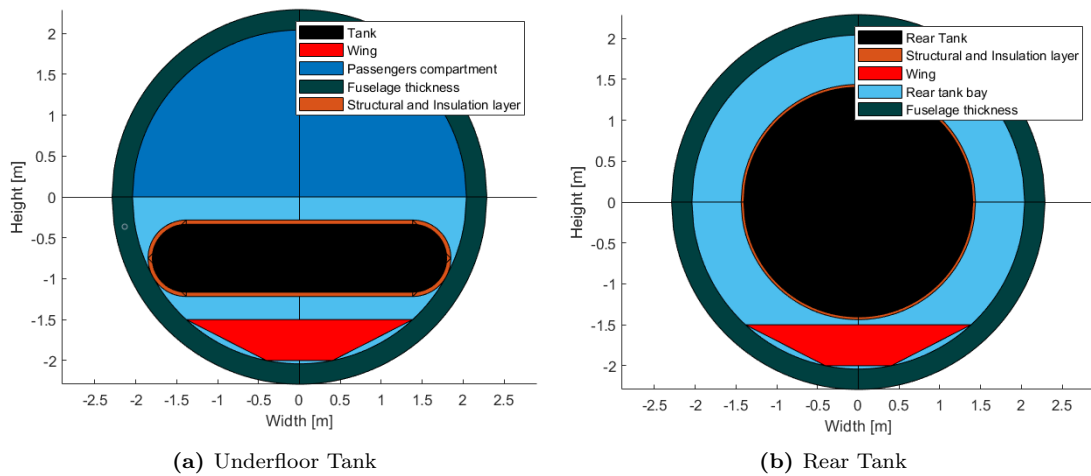 2
1.5
1
0.5
0
-0.5
-1
-1.5
-2
Height [m]
Tank
Wing
Passengers compartment
Fuselage thickness
Structural and Insulation layer
-2.5 -2 -1.5 -1 -0.5 0 0.5 1 1.5 2 2.5
Width [m]
(a) Underfloor Tank
2
1.5
1
0.5
0
-0.5
-1
-1.5
-2
Height [m]
Rear Tank
Structural and Insulation layer
Wing
Rear tank bay
Fuselage thickness
-2.5 -2 -1.5 -1 -0.5 0 0.5 1 1.5 2 2.5
Width [m]
(b) Rear Tank